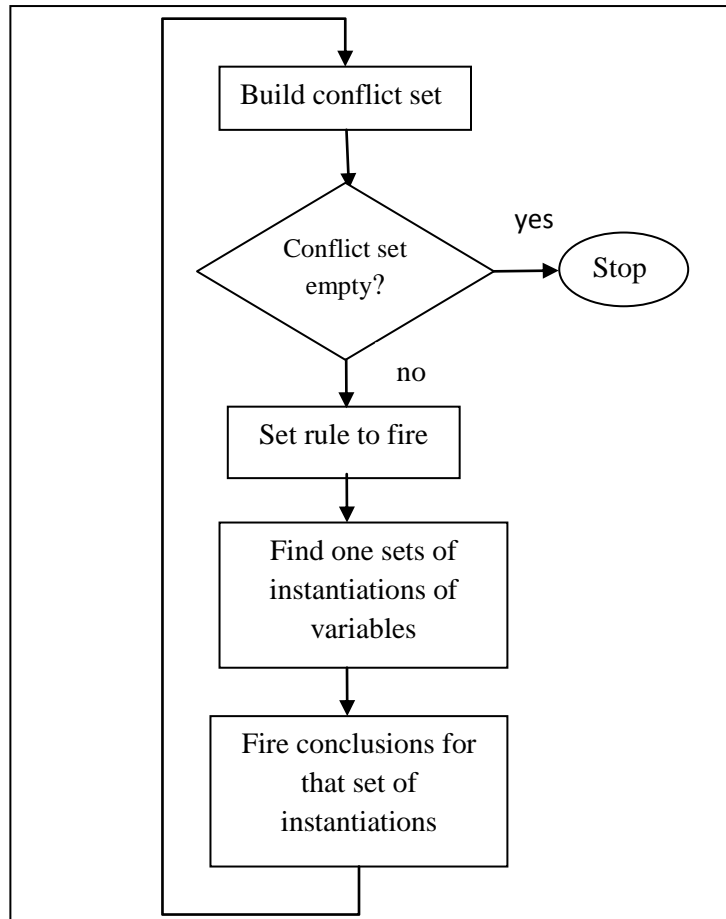 Build conflict set
Conflict set
empty?
yes
Stop
no
Set rule to fire
Find one sets of
instantiations of
variables
Fire conclusions for
that set of
instantiations